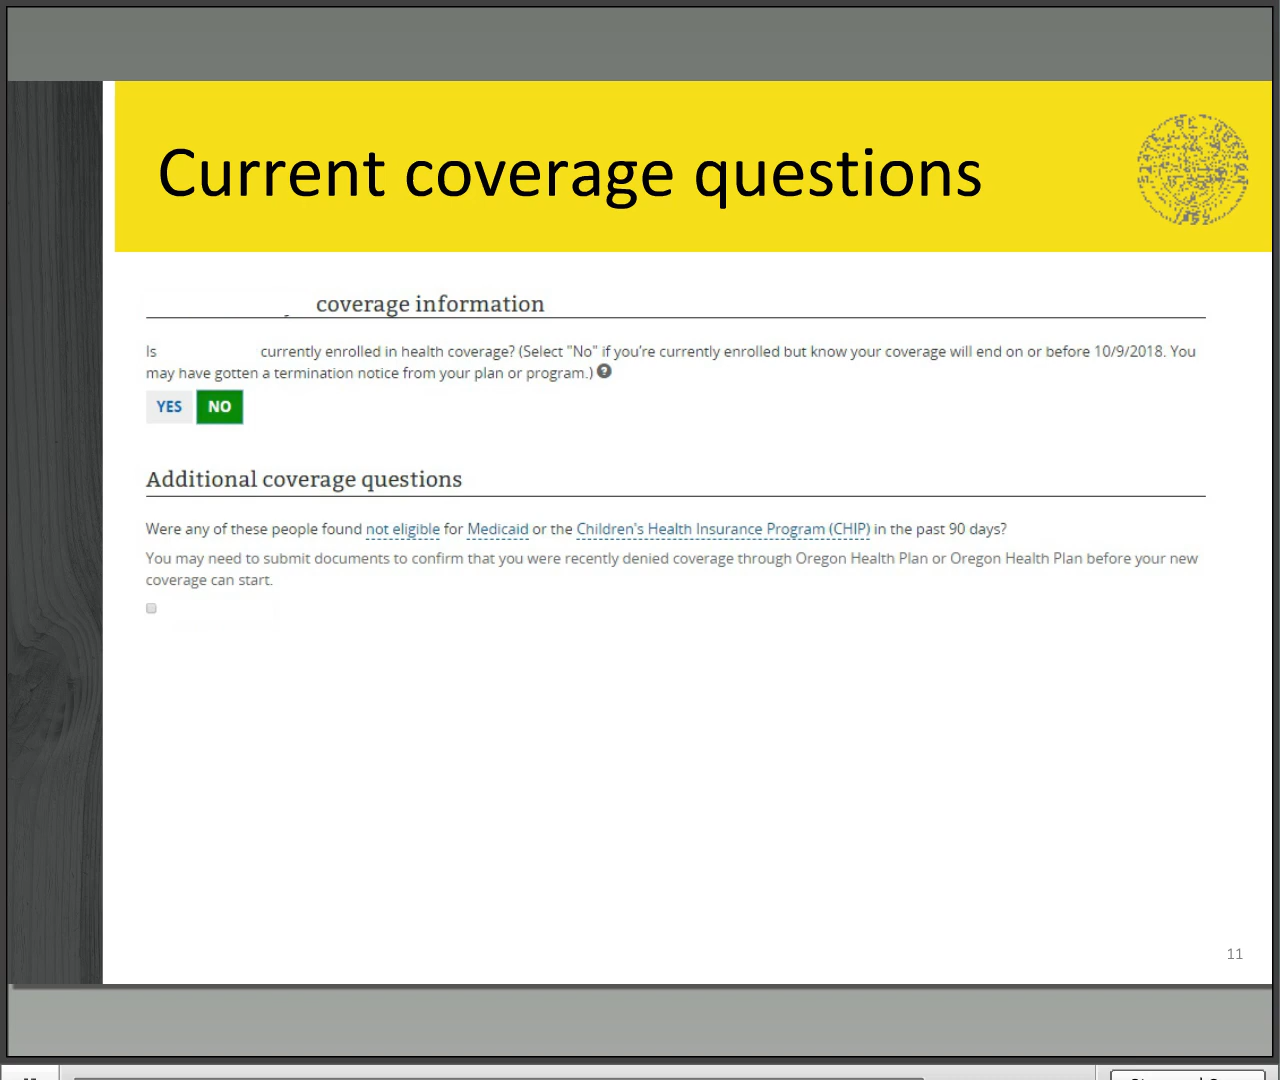 Current coverage questions
coverage information
Is currently enrolled in health coverage? (Select "No" if you're currently enrolled but know your coverage will end on or before 10/9/2018. You
may have gotten a termination notice from your plan or program.) ?
YES NO
Additional coverage questions
Were any of these people found not eligible for Medicaid or the Children's Health Insurance Program (CHIP) in the past 90 days?
You may need to submit documents to confirm that you were recently denied coverage through Oregon Health Plan or Oregon Health Plan before your new
coverage can start.
11